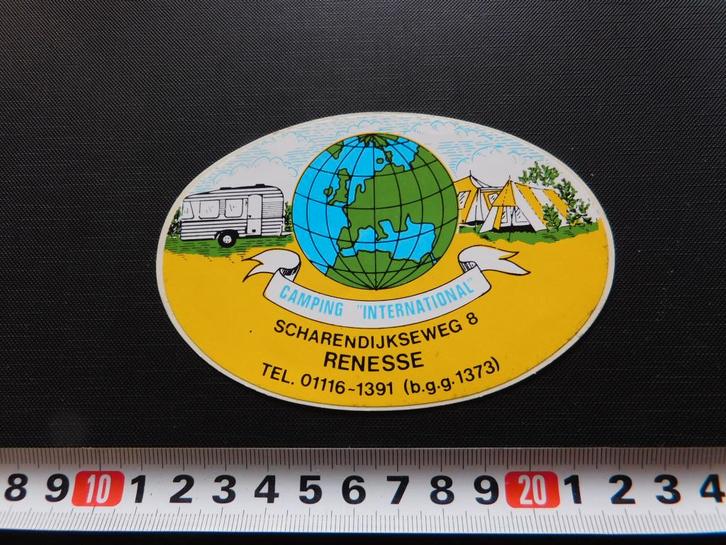 CAMPING "INTERNATIONAL"
SCHARENDIJKSEWEG 8
RENESSE
TEL. 01116-1391 (b.g.g. 1373)
8 9 10 1 2 3 4 5 6 7 8 9 20 1 2 3 4